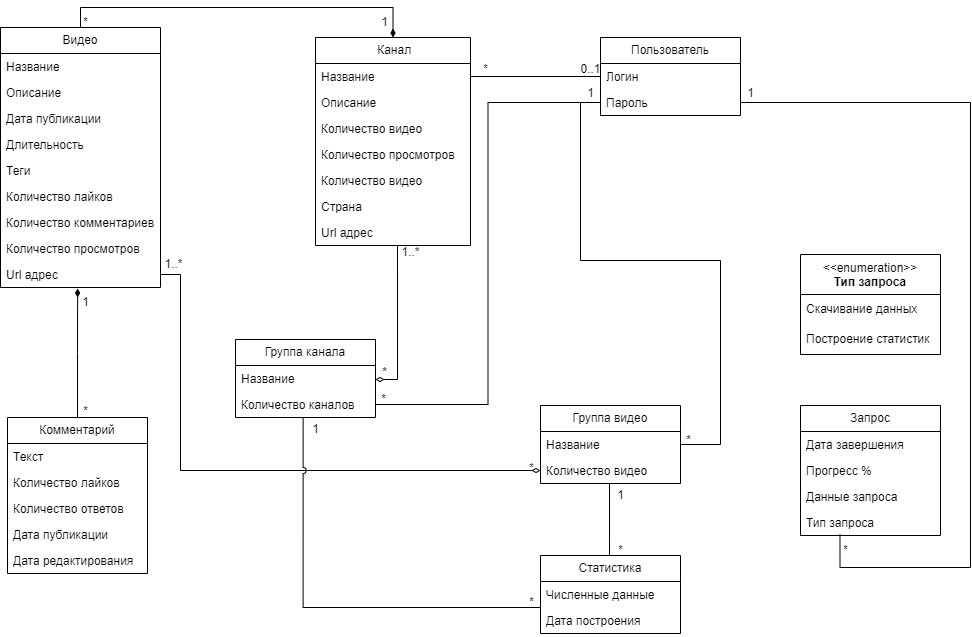 *
1
Видео
Название
Описание
Дата публикации
Длительность
Теги
Количество лайков
Количество комментариев
Количество просмотров
Url адрес
1..*
1
Канал
Название
Описание
Количество видео
Количество просмотров
Количество видео
Страна
Url адрес
1..*
*
0..1
1
Пользователь
Логин
Пароль
1
<<enumeration>>
Тип запроса
Скачивание данных
Построение статистик
Группа канала
Название
Количество каналов
*
*
1
Группа видео
Название
Количество видео
*
*
1
Запрос
Дата завершения
Прогресс %
Данные запроса
Тип запроса
*
*
Комментарий
Текст
Количество лайков
Количество ответов
Дата публикации
Дата редактирования
*
*
Статистика
Численные данные
Дата построения